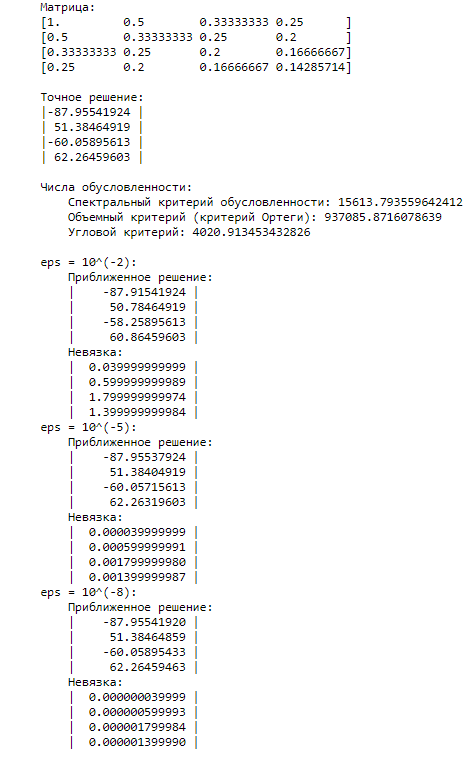 Матрица:
[1. 0.5 0.33333333 0.25 ]
[0.5 0.33333333 0.25 0.2 ]
[0.33333333 0.25 0.2 0.16666667]
[0.25 0.2 0.16666667 0.14285714]
Точное решение:
|-87.95541924 |
| 51.38464919 |
|-60.05895613 |
| 62.26459603 |
Числа обусловленности:
Спектральный критерий обусловленности: 15613.793559642412
Объемный критерий (критерий Ортеги): 937085.8716078639
Угловой критерий: 4020.913453432826
eps = 10^(-2):
Приближенное решение:
| -87.91541924 |
| 50.78464919 |
| -58.25895613 |
| 60.86459603 |
Невязка:
| 0.039999999999 |
| 0.599999999989 |
| 1.799999999974 |
| 1.399999999984 |
eps = 10^(-5):
Приближенное решение:
| -87.95537924 |
| 51.38404919 |
| -60.05715613 |
| 62.26319603 |
Невязка:
| 0.000039999999 |
| 0.000599999991 |
| 0.001799999980 |
| 0.001399999987 |
eps = 10^(-8):
Приближенное решение:
| -87.95541920 |
| 51.38464859 |
| -60.05895433 |
| 62.26459463 |
Невязка:
| 0.000000039999 |
| 0.000000599993 |
| 0.000001799984 |
| 0.000001399990 |